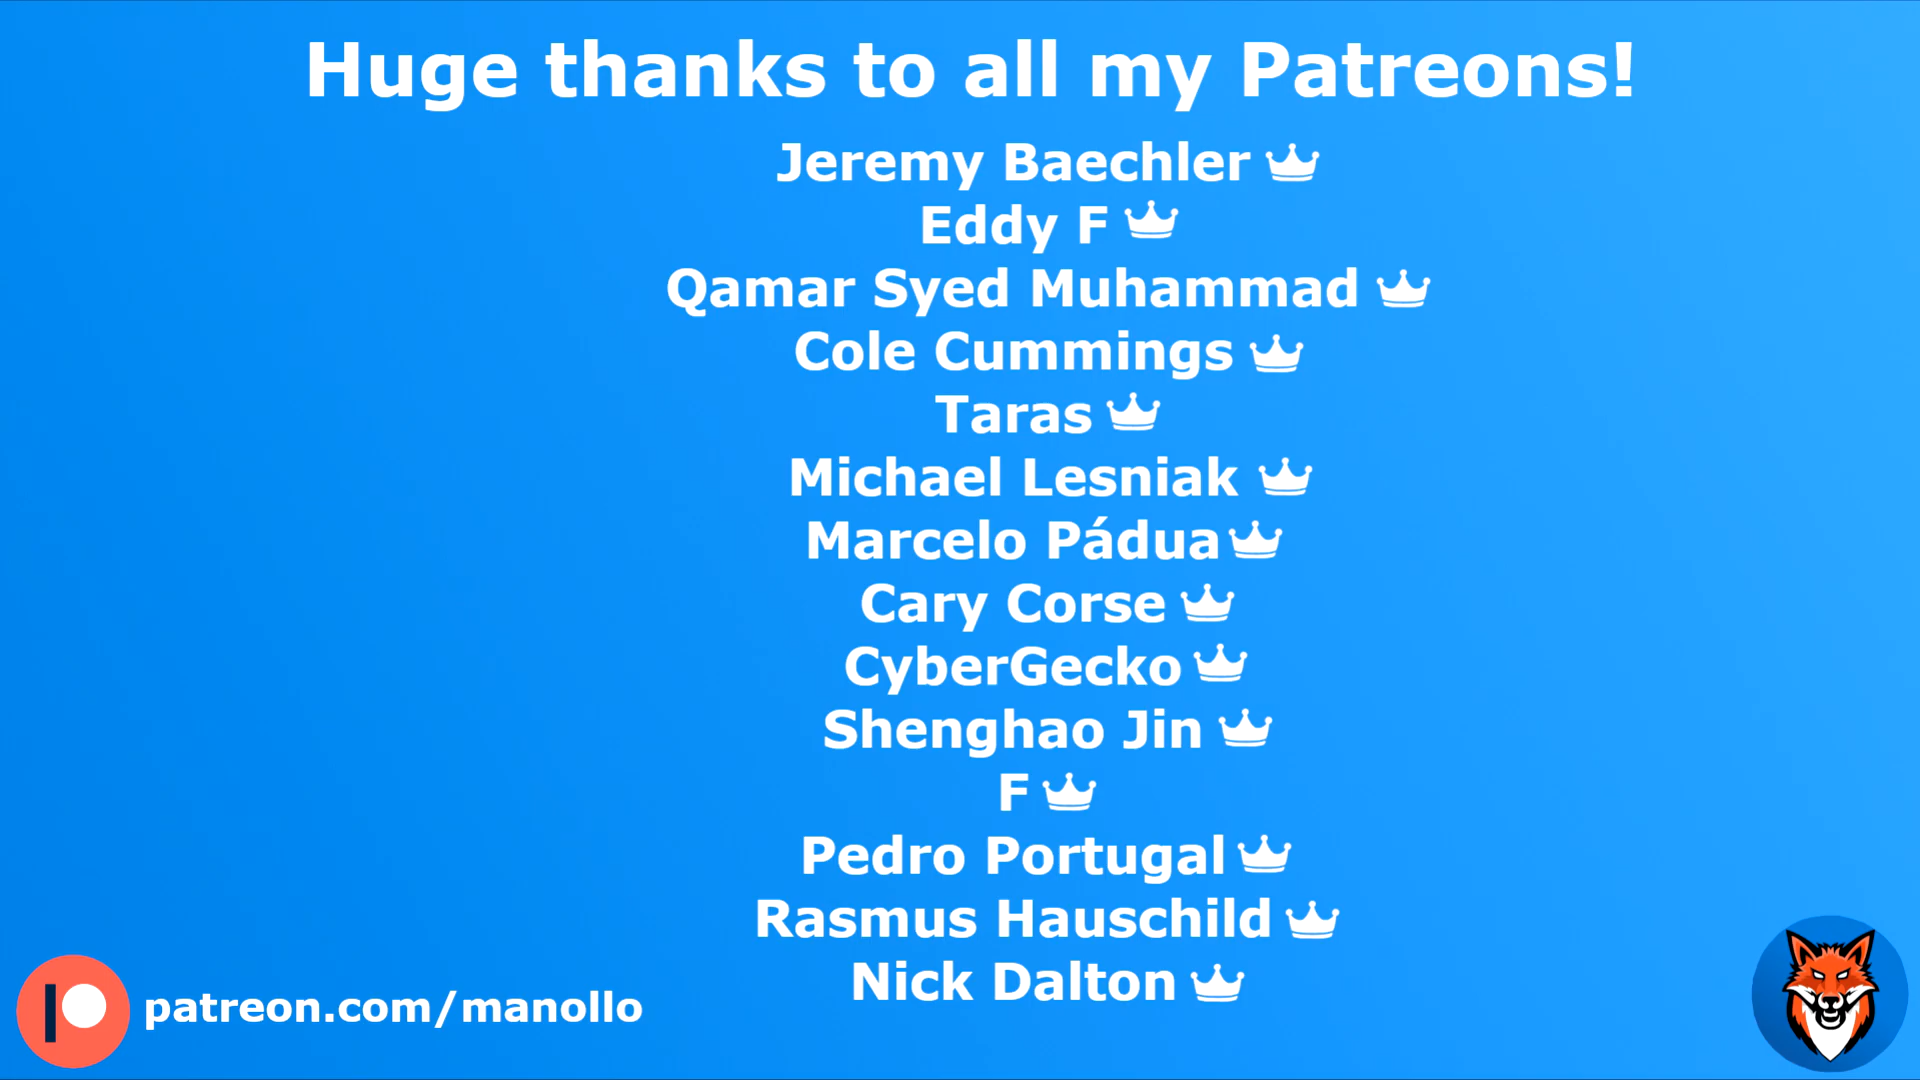 Huge thanks to all my Patreons!
Jeremy Baechler
Eddy F
Qamar Syed Muhammad
Cole Cummings
Taras
Michael Lesniak
Marcelo Pádua
Cary Corse
CyberGecko
Shenghao Jin
F
Pedro Portugal
Rasmus Hauschild
Nick Dalton
patreon.com/manollo